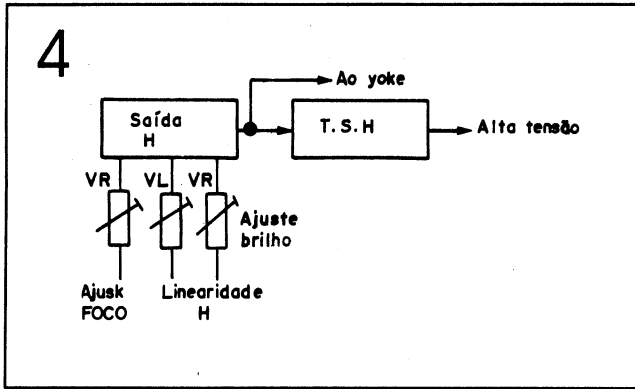 4
Ao yoke
Saída
H
T.S.H
Alta tensão
VR
VL
VR
Ajuste
brilho
Ajusk
FOCO
Linearidade
H